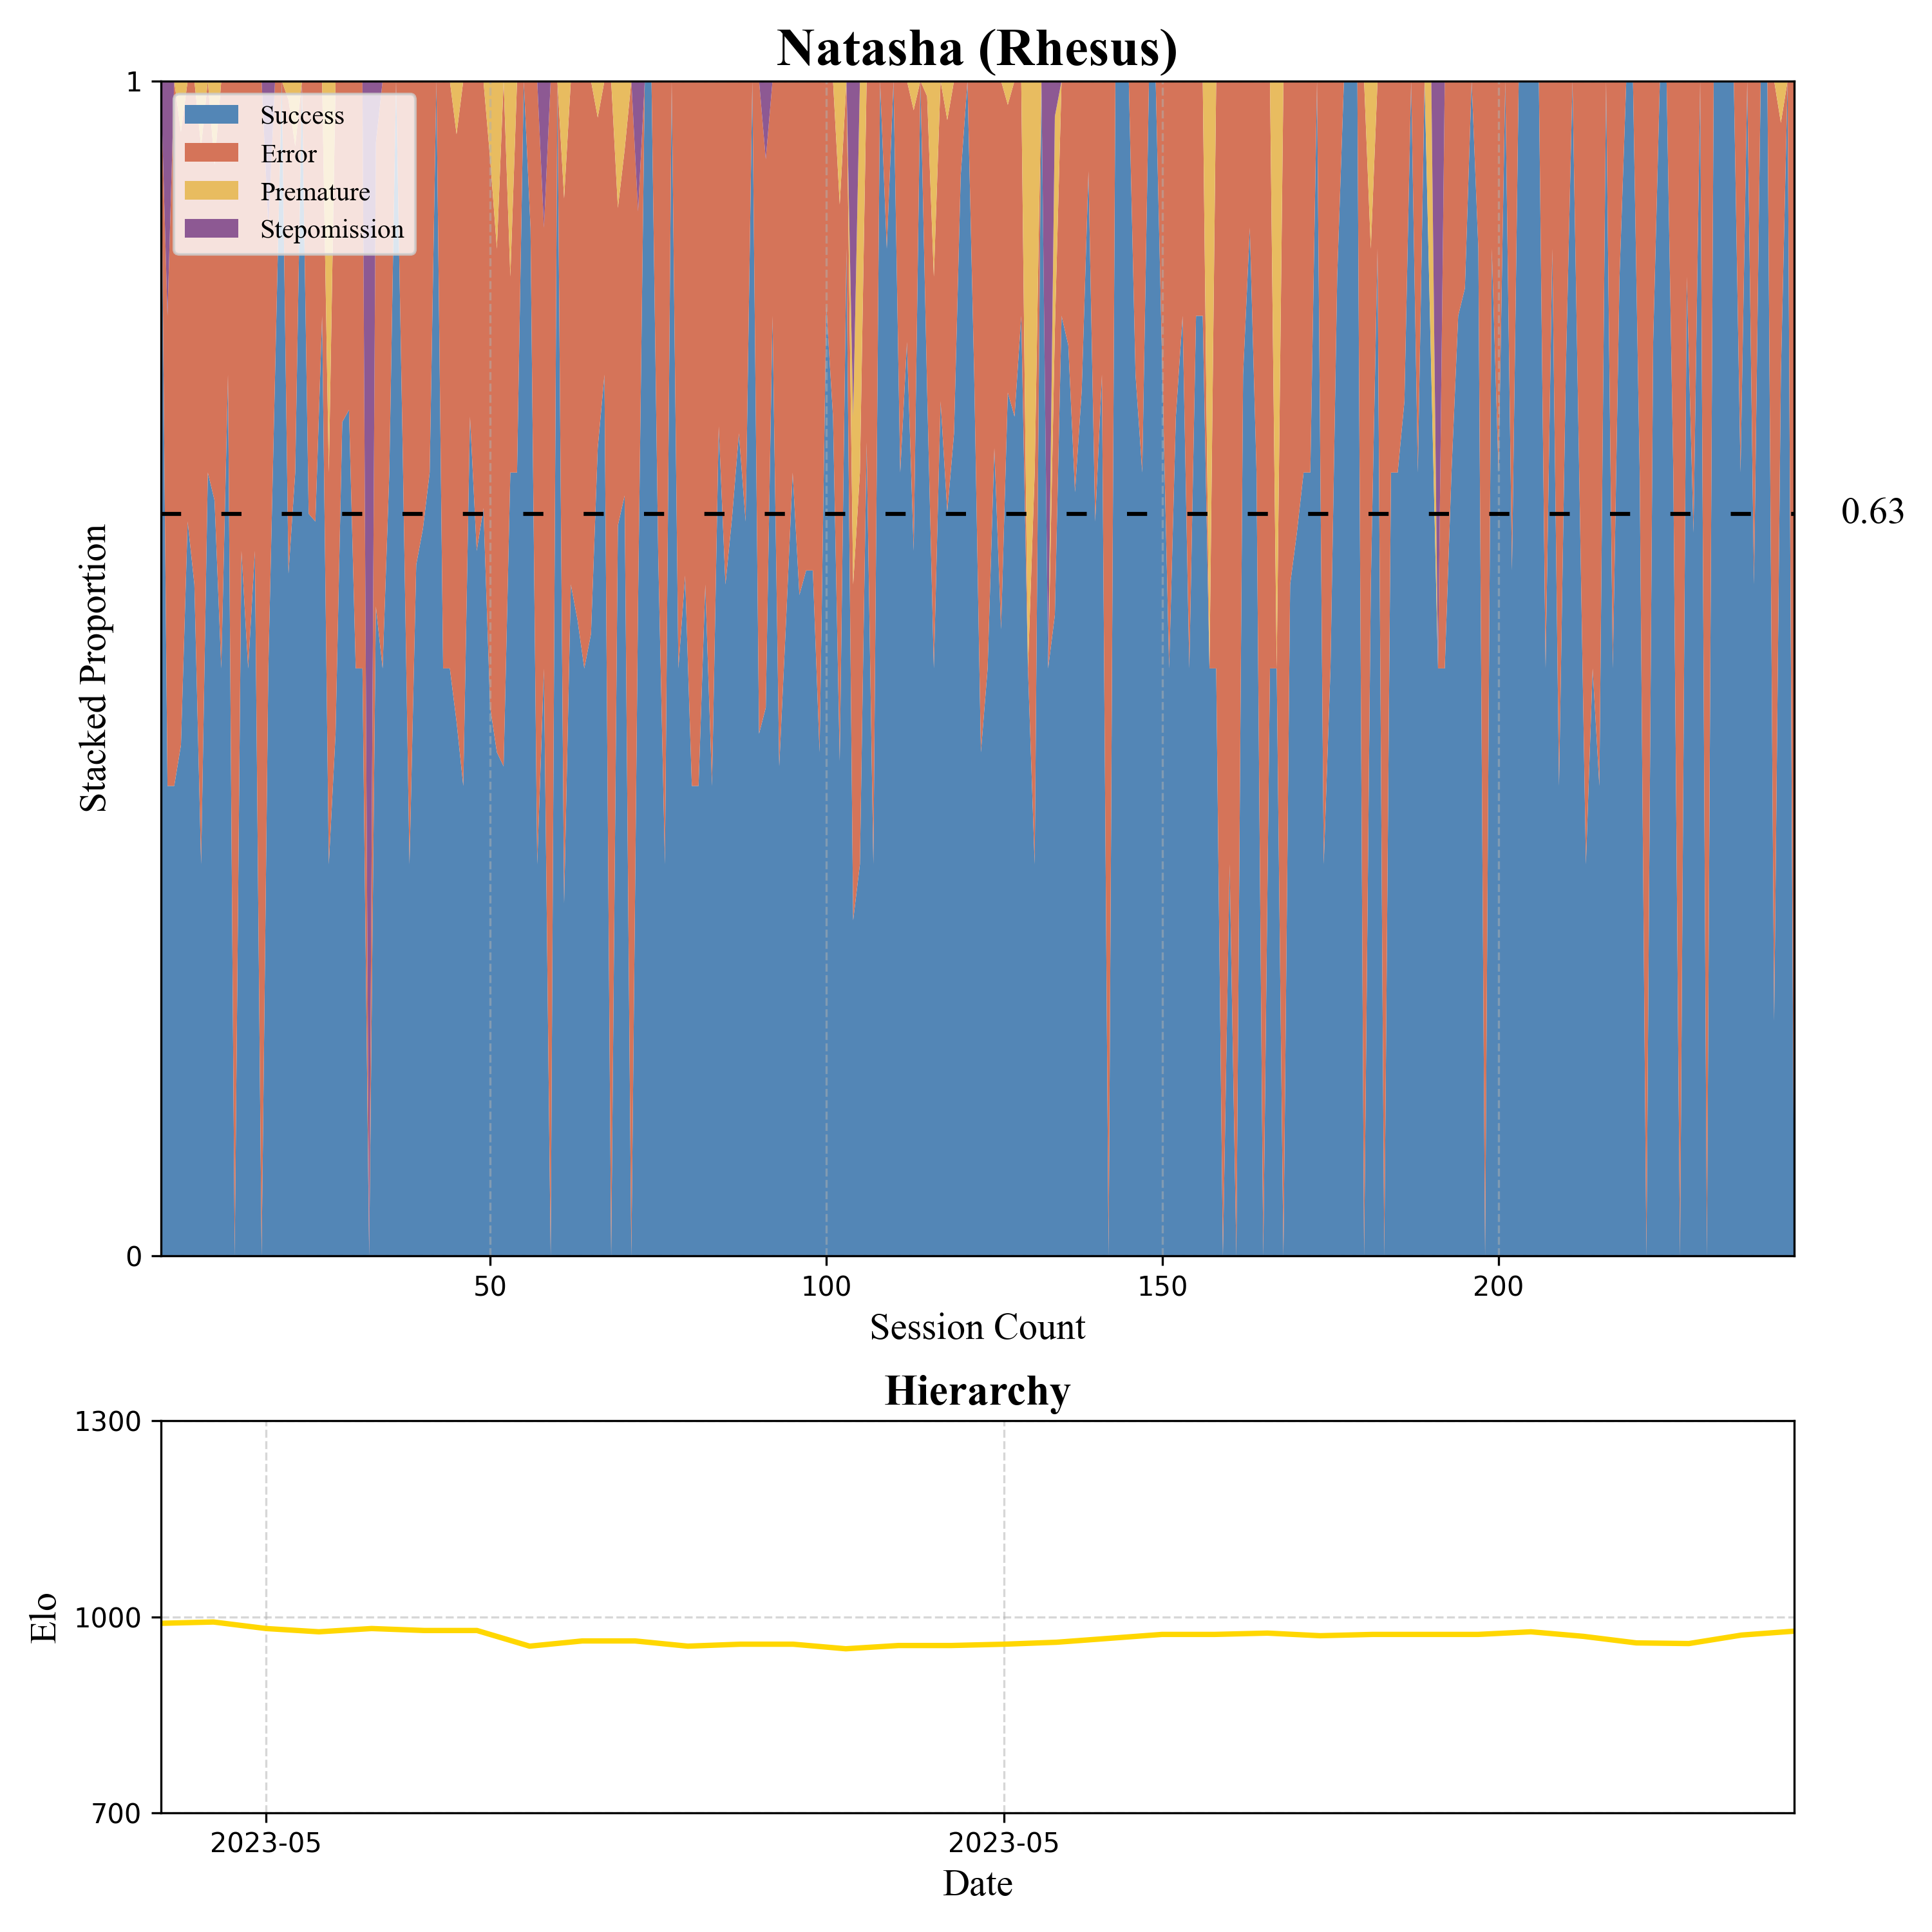 Natasha (Rhesus)
1
Success
Error
Premature
Stepomission
0.63
Stacked Proportion
0
50 100 150 200
Session Count
Hierarchy
1300
1000
Elo
700
2023-05 2023-05
Date